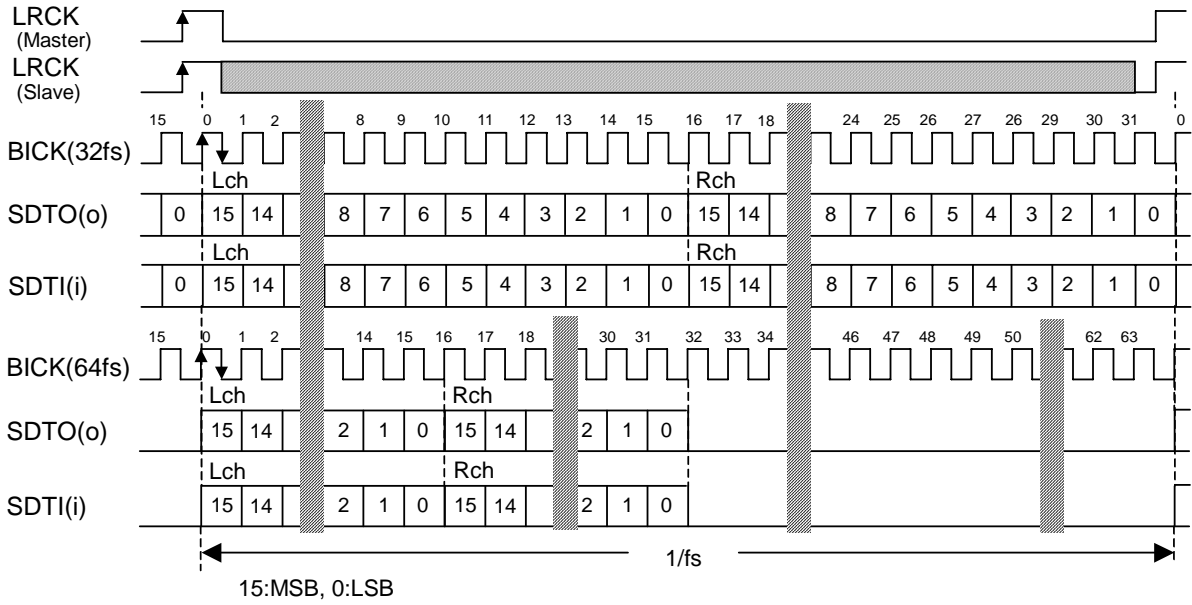 LRCK
(Master)
LRCK
(Slave)
15 0 1 2 8 9 10 11 12 13 14 15 16 17 18 24 25 26 27 26 29 30 31 0
BICK(32fs)
Lch Rch
SDTO(o) 0 15 14 8 7 6 5 4 3 2 1 0 15 14 8 7 6 5 4 3 2 1 0
Lch Rch
SDTI(i) 0 15 14 8 7 6 5 4 3 2 1 0 15 14 8 7 6 5 4 3 2 1 0
15 0 1 2 14 15 16 17 18 30 31 32 33 34 46 47 48 49 50 62 63
BICK(64fs)
Lch Rch
SDTO(o) 15 14 2 1 0 15 14 2 1 0
Lch Rch
SDTI(i) 15 14 2 1 0 15 14 2 1 0
1/fs
15:MSB, 0:LSB